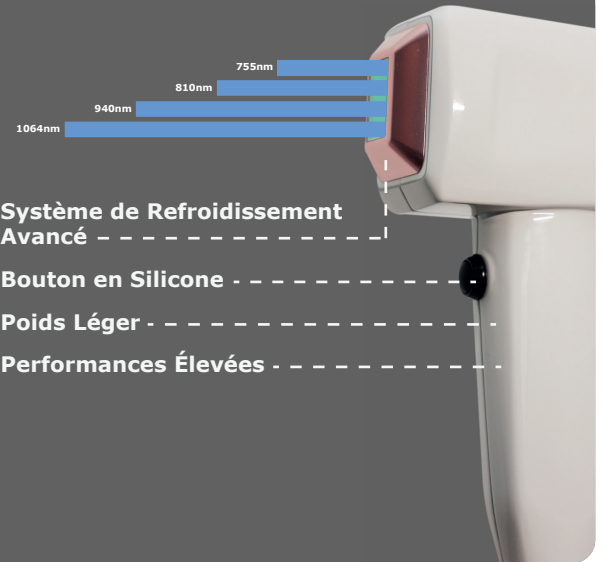 755nm
810nm
940nm
1064nm
Système de Refroidissement
Avancé
Bouton en Silicone
Poids Léger
Performances Élevées